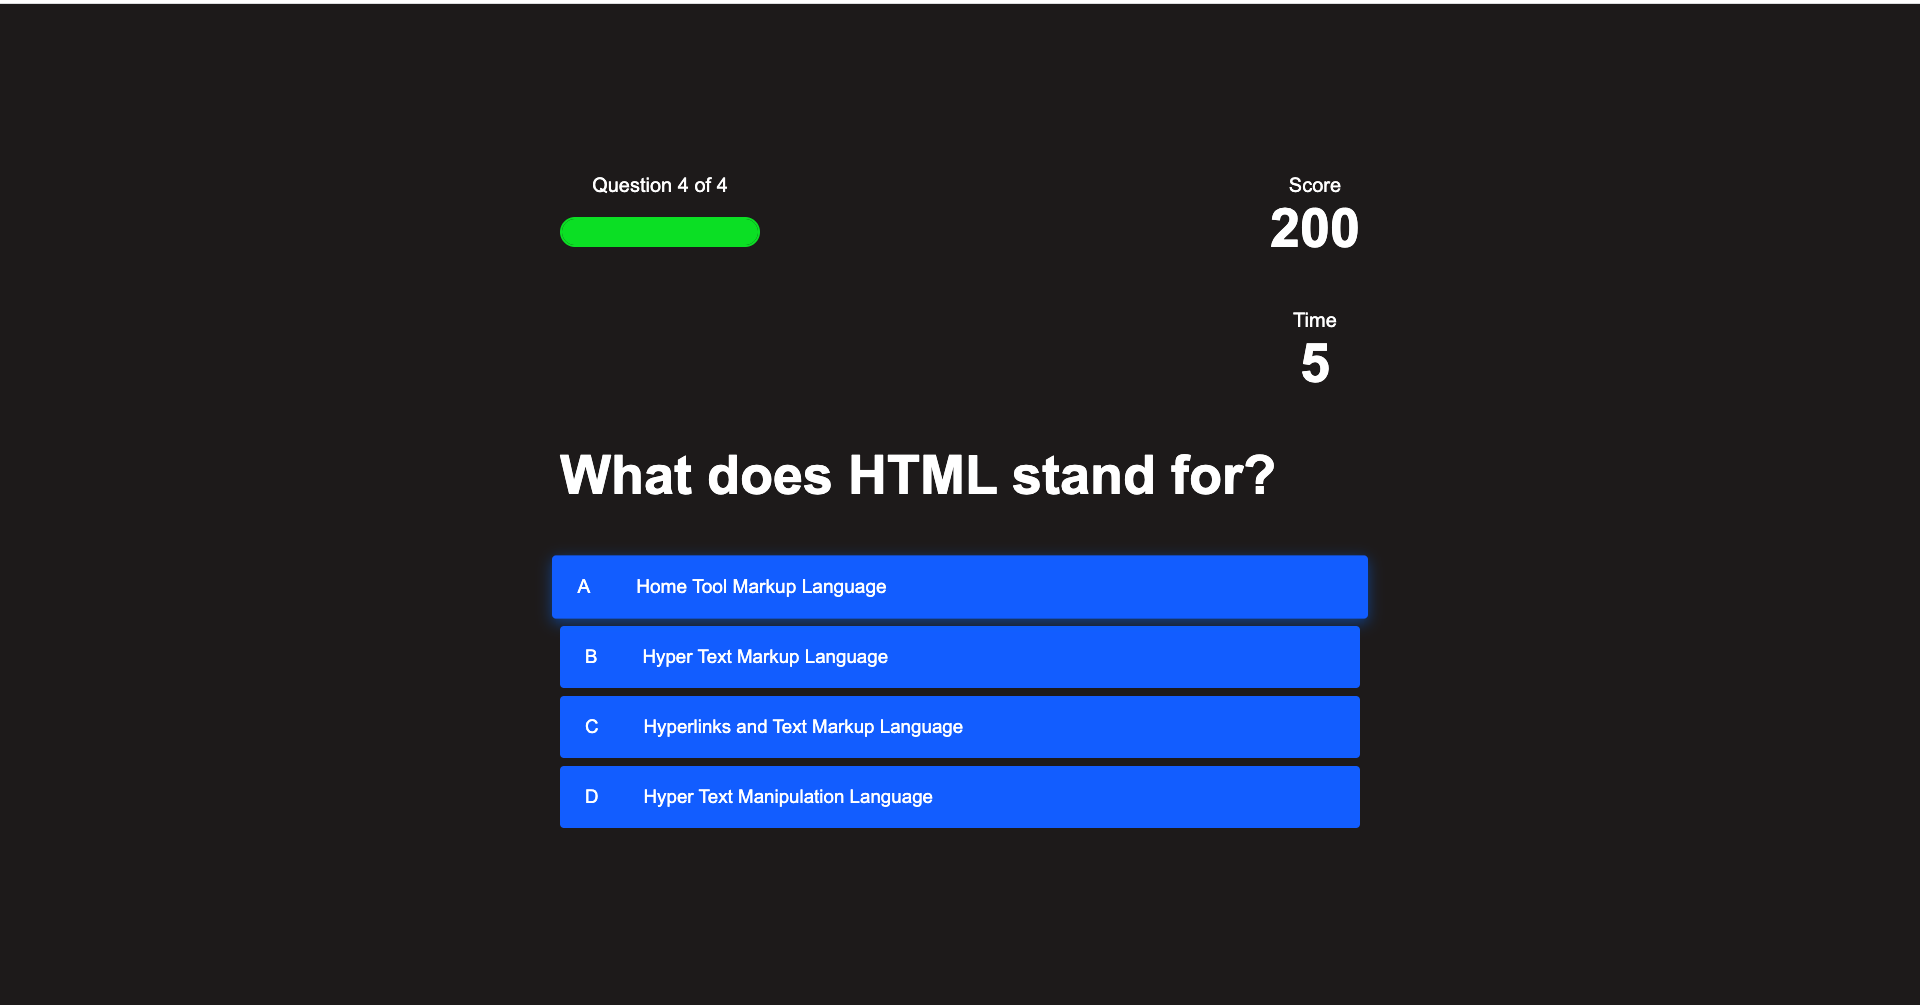 Question 4 of 4
Score
200
Time
5
What does HTML stand for?
A Home Tool Markup Language
B Hyper Text Markup Language
C Hyperlinks and Text Markup Language
D Hyper Text Manipulation Language